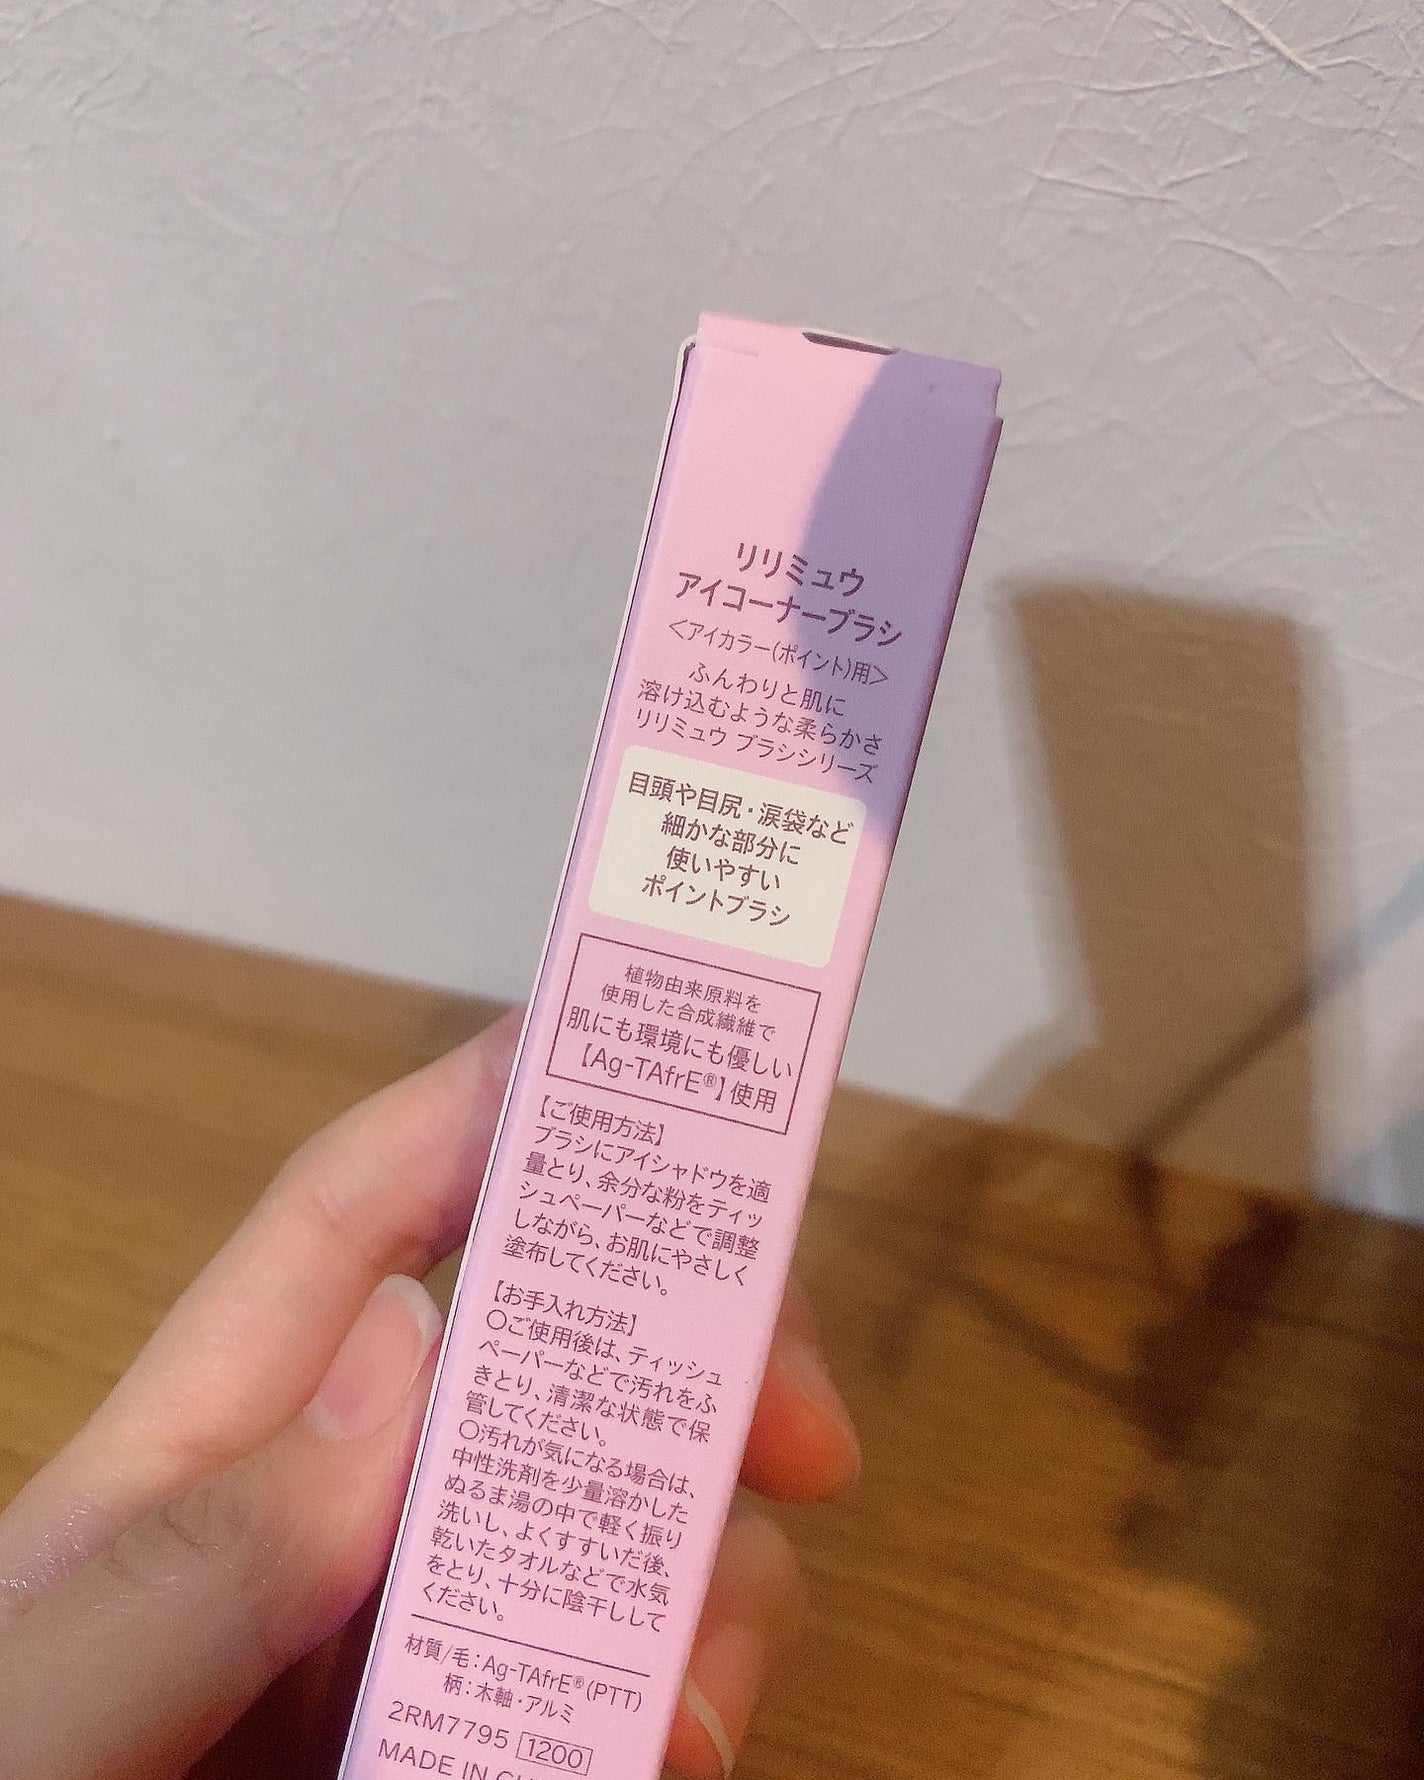 リリミュウ
アイコーナーブラシ
＜アイカラー(ポイント)用＞
ふんわりと肌に
溶け込むような柔らかさ
リリミュウ ブラシシリーズ
目頭や目尻・涙袋など
細かな部分に
使いやすい
ポイントブラシ
植物由来原料を
使用した合成繊維で
肌にも環境にも優しい
【Ag-TAfrE®】使用
【ご使用方法】
ブラシにアイシャドウを適
量とり、余分な粉をティッ
シュペーパーなどで調整
しながら、お肌にやさしく
塗布してください。
【お手入れ方法】
〇ご使用後は、ティッシュ
ペーパーなどで汚れをふ
きとり、清潔な状態で保
管してください。
〇汚れが気になる場合は、
中性洗剤を少量溶かした
ぬるま湯の中で軽く振り
洗いし、よくすすいだ後、
乾いたタオルなどで水気
をとり、十分に陰干しして
ください。
材質/毛：Ag-TAfrE®(PTT)
柄：木軸・アルミ
2RM7795 1200
MADE IN